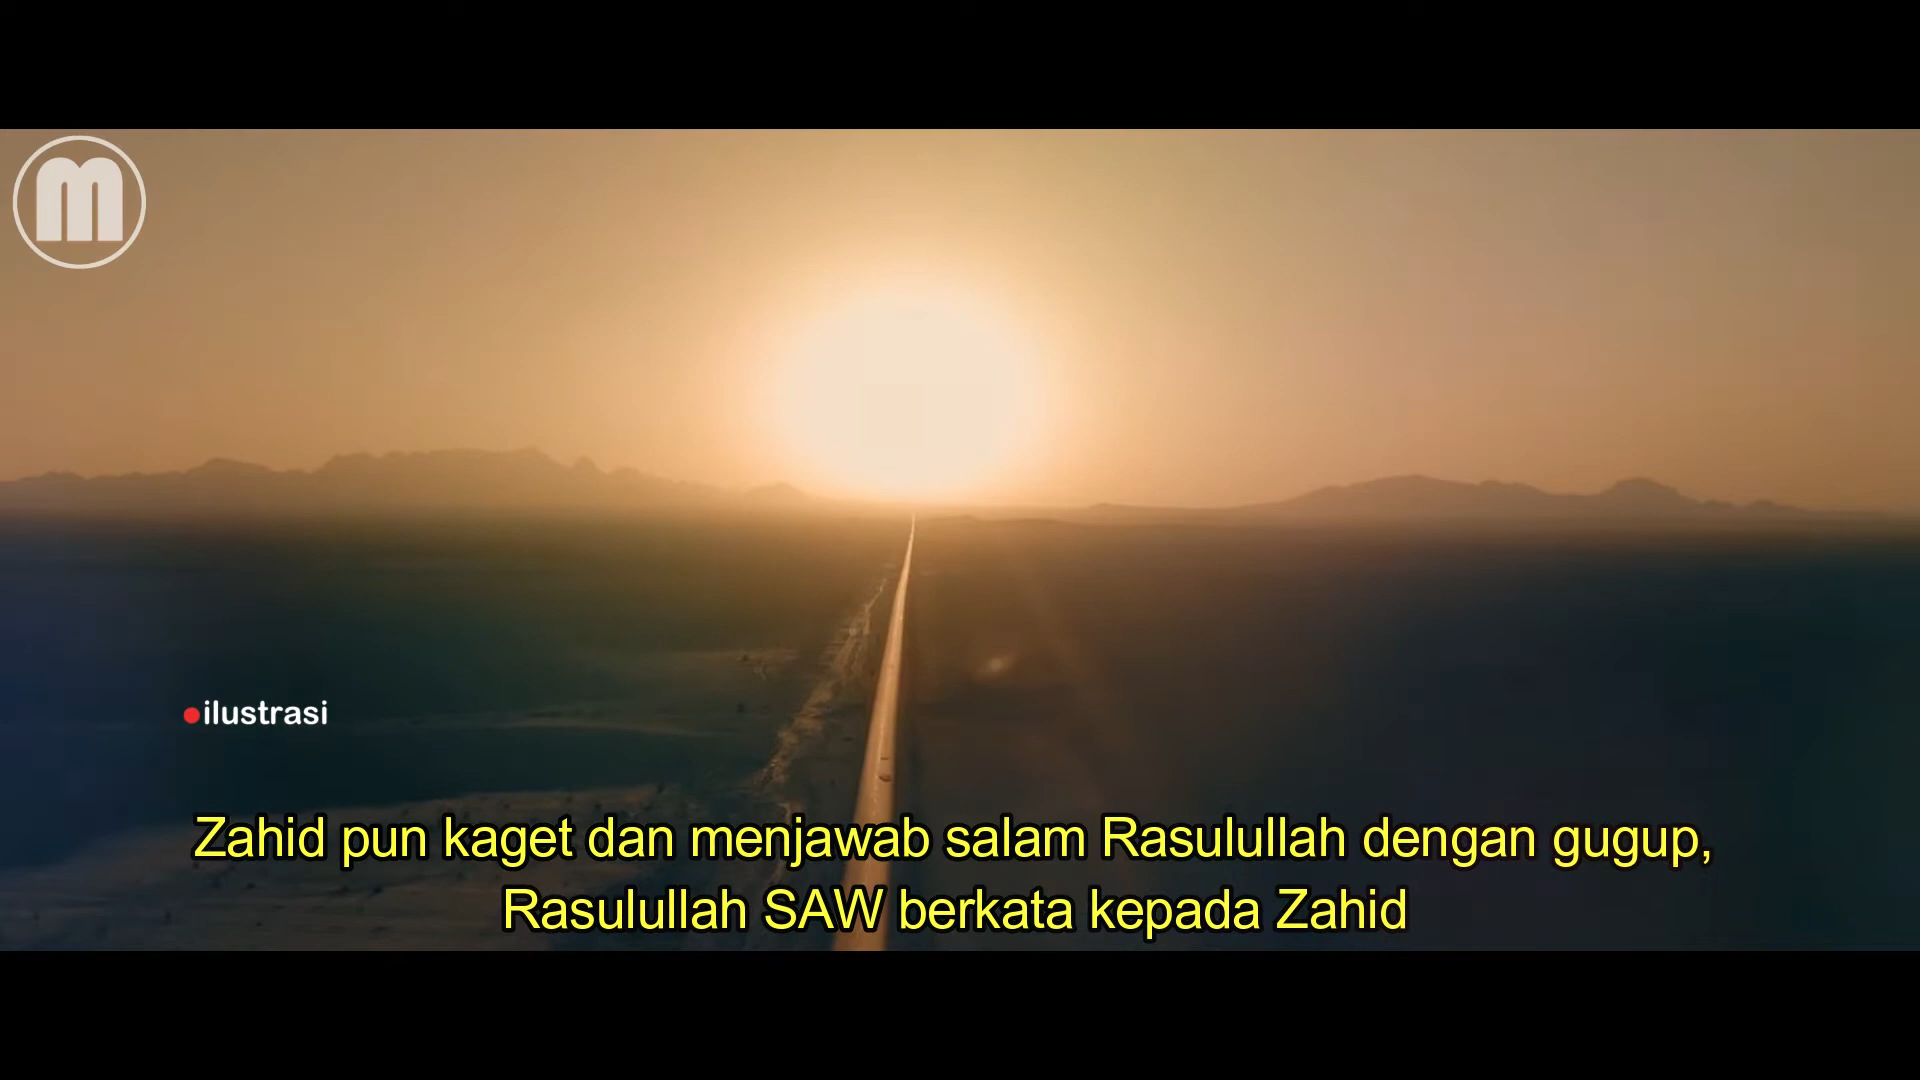 m
ilustrasi
Zahid pun kaget dan menjawab salam Rasulullah dengan gugup,
Rasulullah SAW berkata kepada Zahid